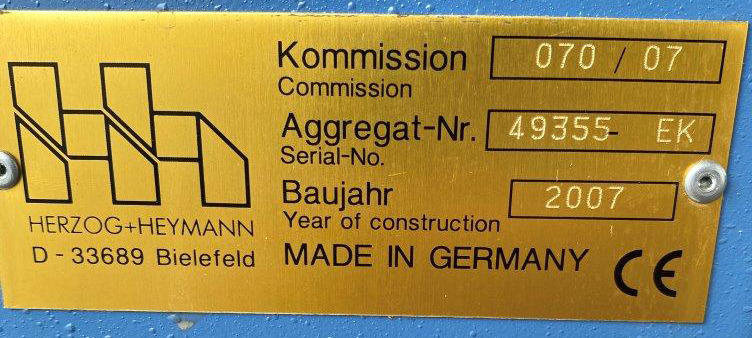 Kommission 070 / 07
Commission
Aggregat-Nr. 49355- EK
Serial-No.
Baujahr 2007
Year of construction
HERZOG+HEYMANN
D - 33689 Bielefeld
MADE IN GERMANY CE